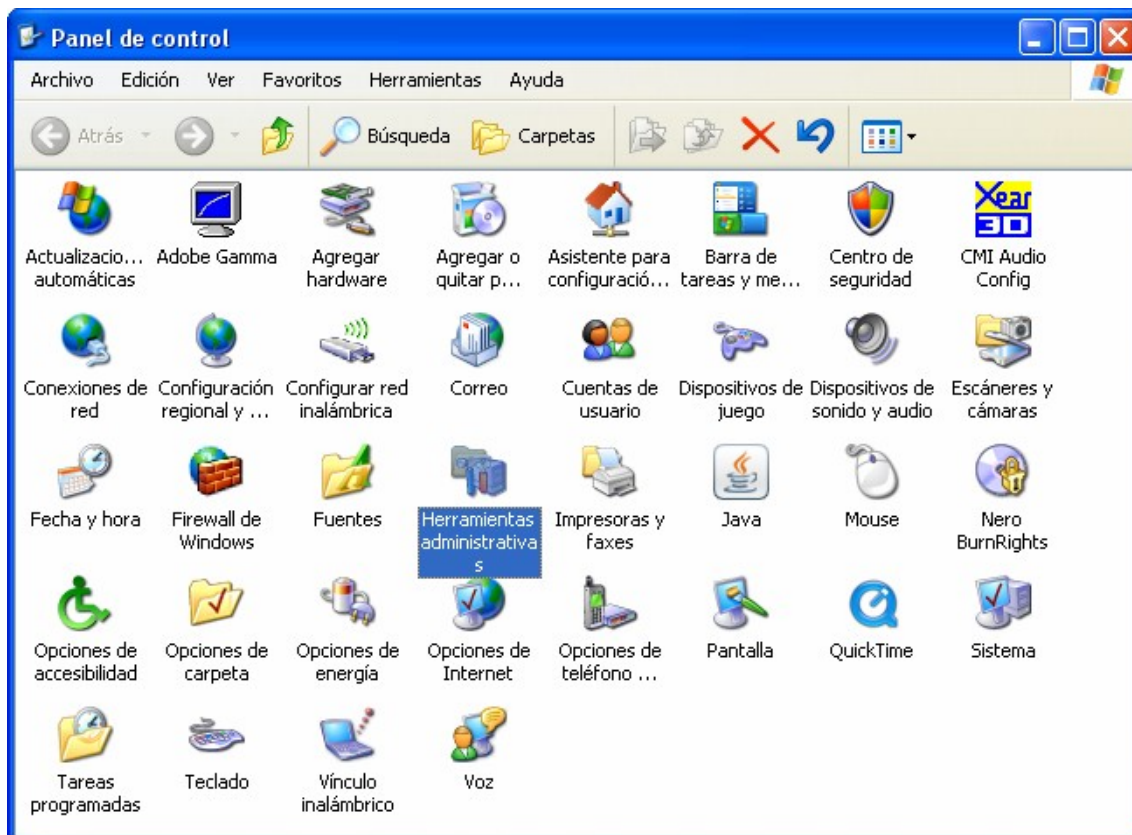 Panel de control
Archivo Edición Ver Favoritos Herramientas Ayuda
Atrás Búsqueda Carpetas
Actualizacio... Adobe Gamma Agregar Agregar o Asistente para Barra de Centro de CMI Audio
automáticas hardware quitar p... configuració... tareas y me... seguridad Config
Conexiones de Configuración Configurar red Correo Cuentas de Dispositivos de Dispositivos de Escáneres y
red regional y ... inalámbrica usuario juego sonido y audio cámaras
Fecha y hora Firewall de Fuentes Herramientas Impresoras y Java Mouse Nero
Windows administrativa faxes BurnRights
s
Opciones de Opciones de Opciones de Opciones de Opciones de Pantalla QuickTime Sistema
accesibilidad carpeta energía Internet teléfono ...
Tareas Teclado Vínculo Voz
programadas inalámbrico
Xear
3D